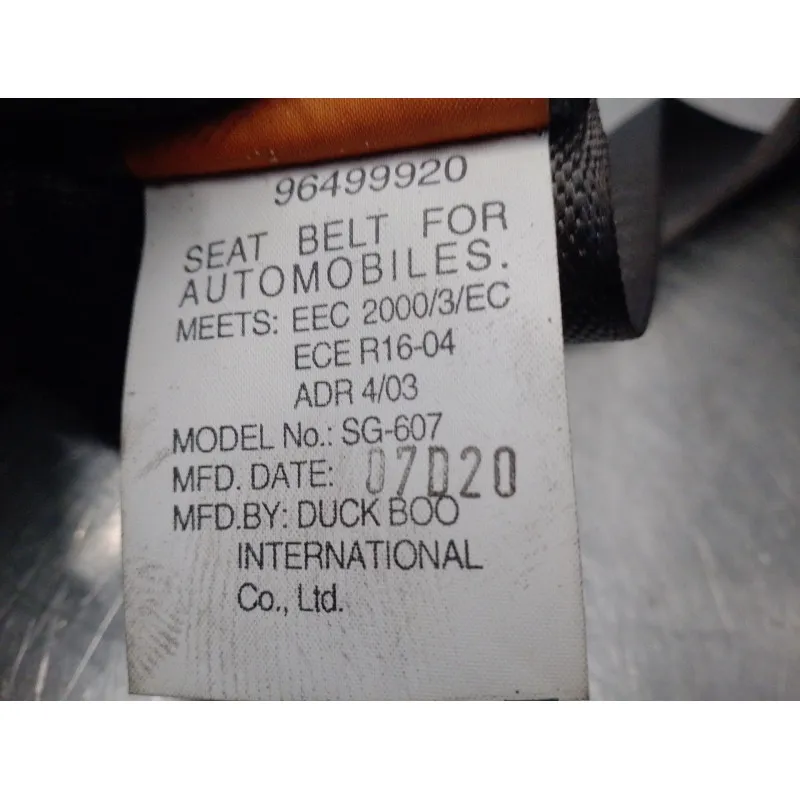 96499920
SEAT BELT FOR
AUTOMOBILES.
MEETS: EEC 2000/3/EC
ECE R16-04
ADR 4/03
MODEL No.: SG-607
MFD. DATE: 07D20
MFD.BY: DUCK BOO
INTERNATIONAL
Co., Ltd.